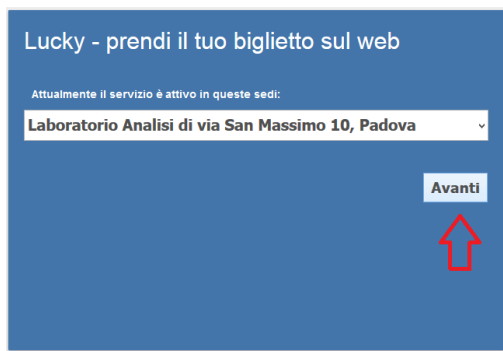 Lucky - prendi il tuo biglietto sul web
Attualmente il servizio è attivo in queste sedi:
Laboratorio Analisi di via San Massimo 10, Padova
Avanti